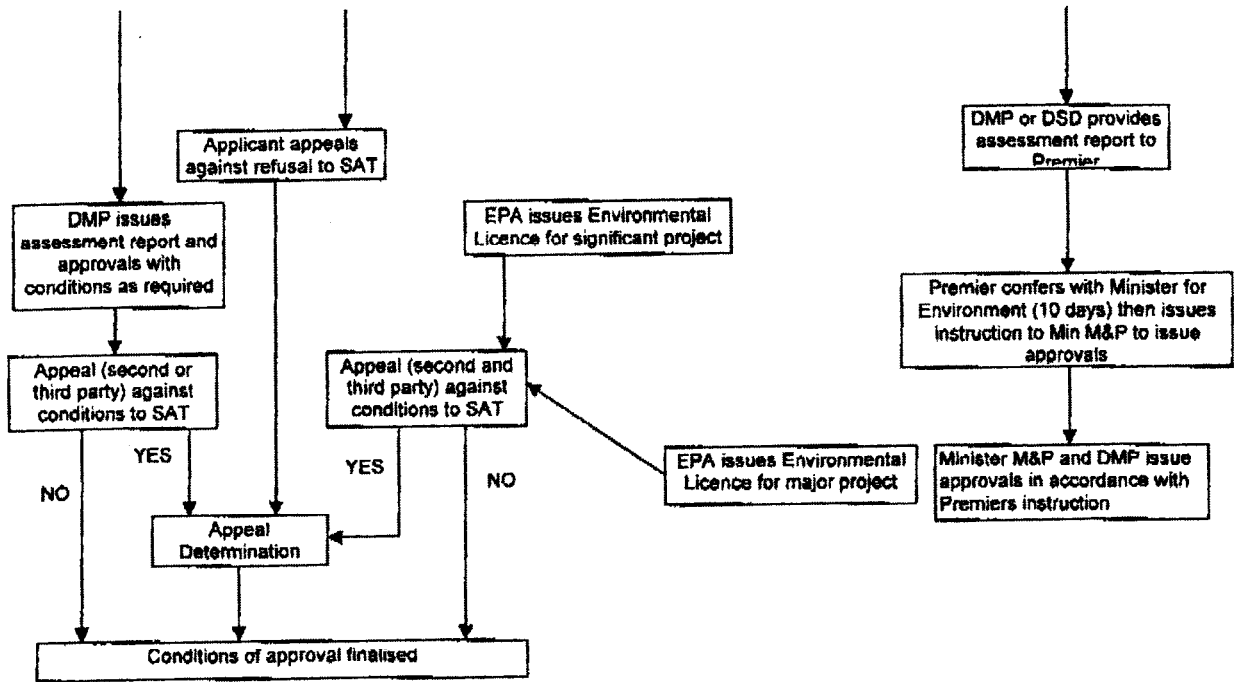 Applicant appeals
against refusal to SAT
DMP or DSD provides
assessment report to
Premier
DMP issues
assessment report and
approvals with
conditions as required
EPA issues Environmental
Licence for significant project
Premier confers with Minister for
Environment (10 days) then issues
instruction to Min M&P to issue
approvals
Appeal (second or
third party) against
conditions to SAT
Appeal (second and
third party) against
conditions to SAT
YES
NO
YES
NO
EPA issues Environmental
Licence for major project
Minister M&P and DMP issue
approvals in accordance with
Premiers instruction
Appeal
Determination
Conditions of approval finalised